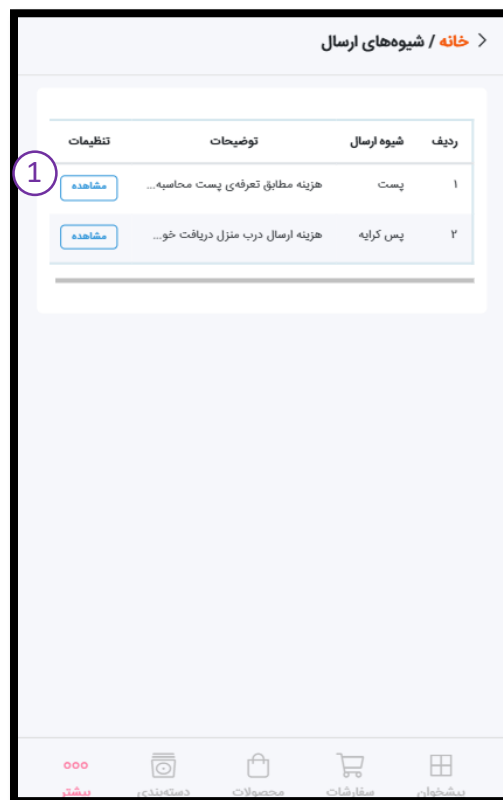 < خانه / شیوه‌های ارسال
ردیف شیوه ارسال توضیحات تنظیمات
1
۱ پست هزینه مطابق تعرفه‌ی پست محاسبه... مشاهده
۲ پس کرایه هزینه ارسال درب منزل دریافت خو... مشاهده
پیشخوان سفارشات محصولات دسته‌بندی بیشتر